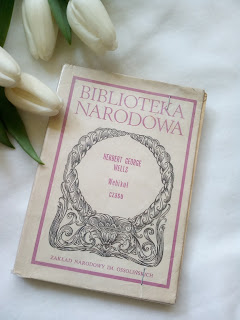 BIBLIOTEKA
NARODOWA
HERBERT GEORGE
WELLS
Wehikuł
czasu
ZAKŁAD NARODOWY IM. OSSOLIŃSKICH